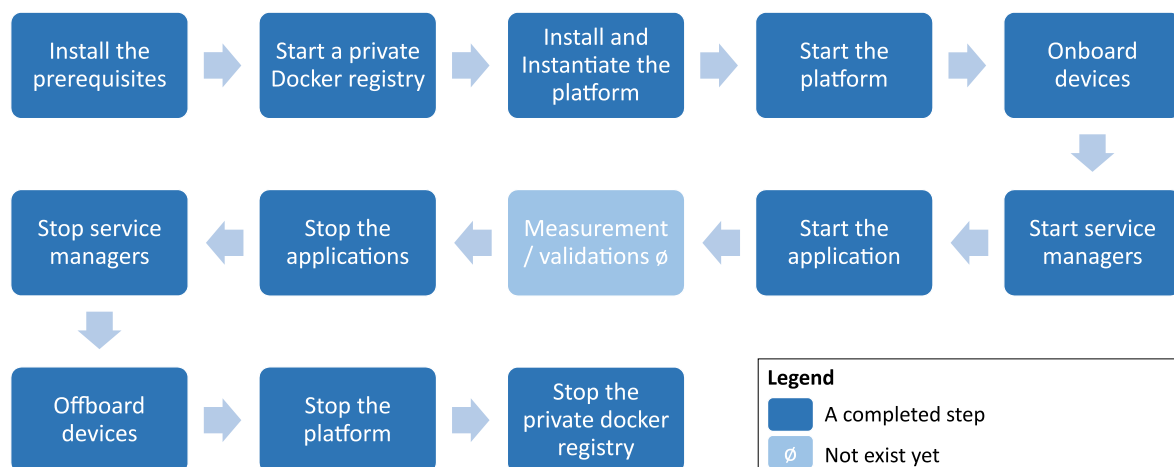 Install the
prerequisites
Start a private
Docker registry
Install and
Instantiate the
platform
Start the
platform
Onboard
devices
Start service
managers
Start the
application
Measurement
/ validations ø
Stop the
applications
Stop service
managers
Offboard
devices
Stop the
platform
Stop the
private docker
registry
Legend
A completed step
ø Not exist yet